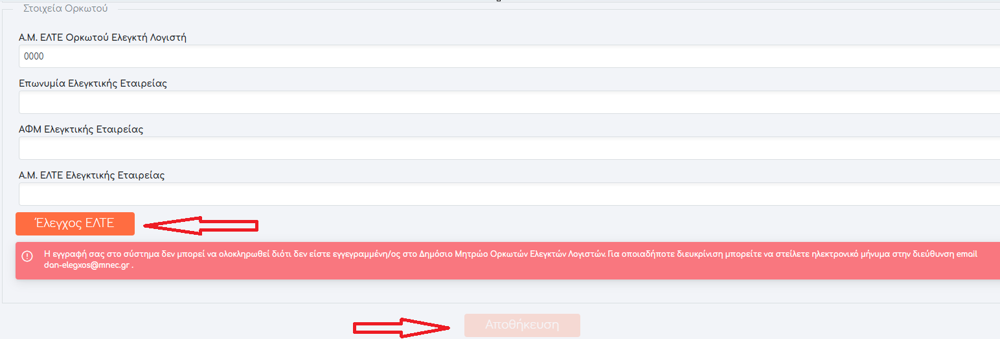 Στοιχεία Ορκωτού
Α.Μ. ΕΛΤΕ Ορκωτού Ελεγκτή Λογιστή
0000
Επωνυμία Ελεγκτικής Εταιρείας
ΑΦΜ Ελεγκτικής Εταιρείας
Α.Μ. ΕΛΤΕ Ελεγκτικής Εταιρείας
Έλεγχος ΕΛΤΕ
Η εγγραφή σας στο σύστημα δεν μπορεί να ολοκληρωθεί διότι δεν είστε εγγεγραμμένη/ος στο Δημόσιο Μητρώο Ορκωτών Ελεγκτών Λογιστών. Για οποιαδήποτε διευκρίνιση μπορείτε να στείλετε ηλεκτρονικό μήνυμα στην διεύθυνση email
dan-elegxos@mnec.gr .
Αποθήκευση